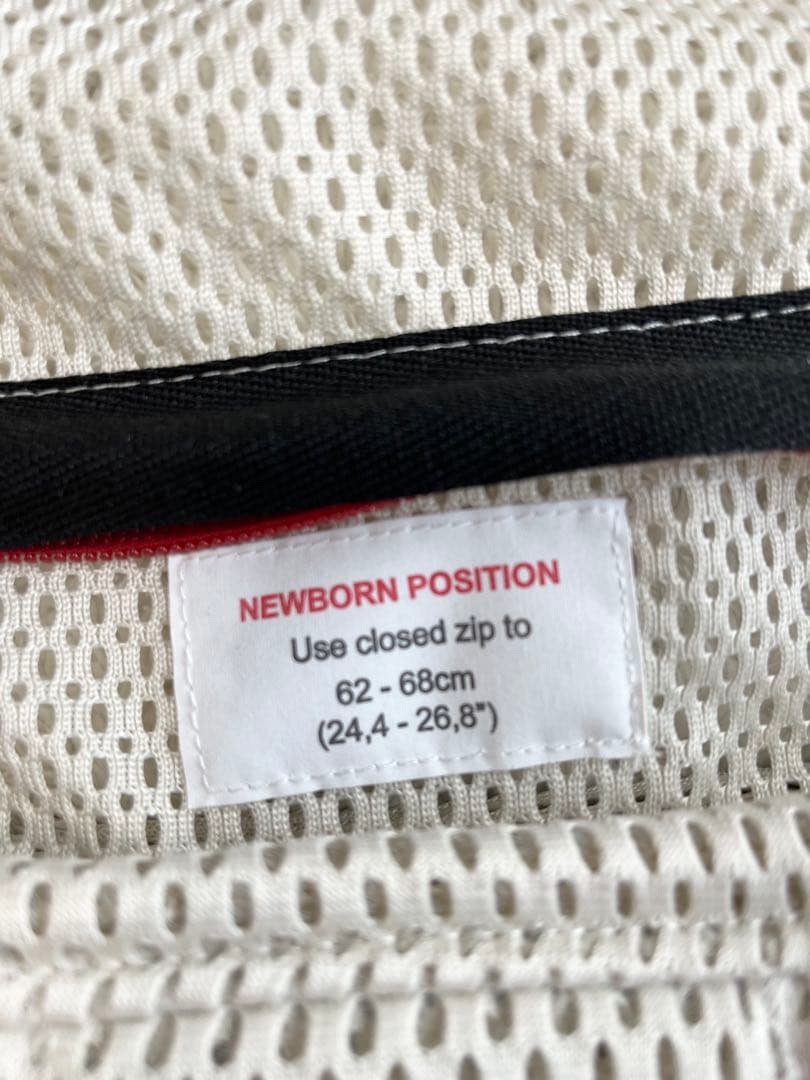 NEWBORN POSITION
Use closed zip to
62 - 68cm
(24,4 - 26,8")